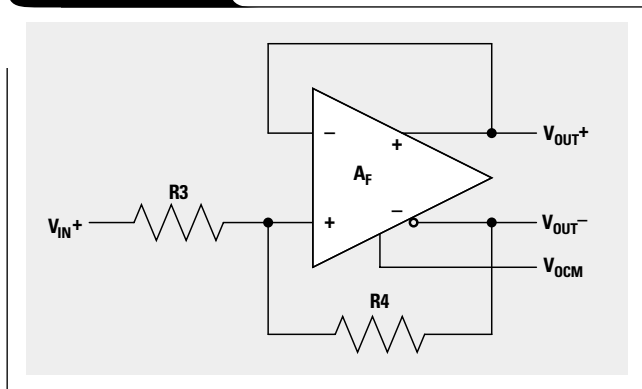 –
+
V_OUT+
A_F
R3
–
V_IN+
+
V_OUT–
V_OCM
R4